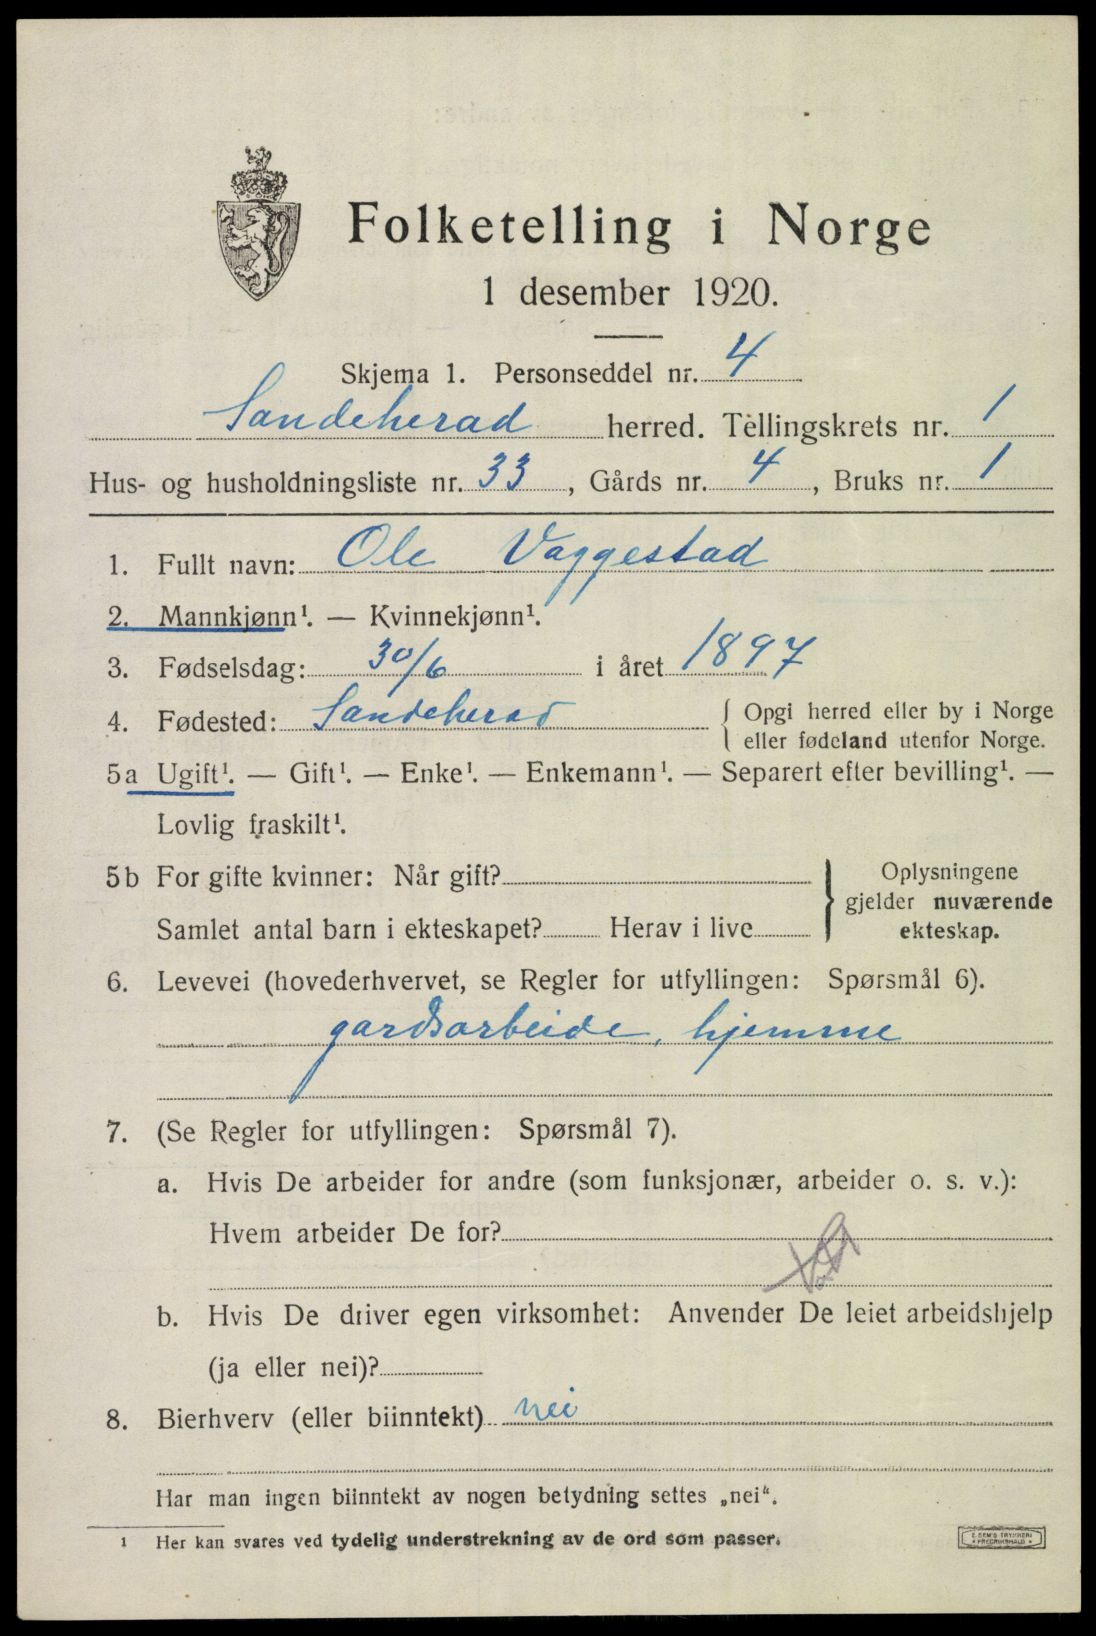 Folketelling i Norge
1 desember 1920.
Skjema 1. Personseddel nr. 4
Sandeherad herred. Tellingskrets nr. 1
Hus- og husholdningsliste nr. 33, Gårds nr. 4, Bruks nr. 1
1. Fullt navn: Ole Vaggestad
2. Mannkjønn¹. — Kvinnekjønn¹.
3. Fødselsdag: 30/6 i året 1897
4. Fødested: Sandeherad { Opgi herred eller by i Norge
eller fødeland utenfor Norge.
5a Ugift¹. — Gift¹. — Enke¹. — Enkemann¹. — Separert efter bevilling¹. —
Lovlig fraskilt¹.
5b For gifte kvinner: Når gift?
Samlet antal barn i ekteskapet? Herav i live
} Oplysningene
gjelder nuværende
ekteskap.
6. Levevei (hovederhvervet, se Regler for utfyllingen: Spørsmål 6).
gardsarbeide, hjemme
7. (Se Regler for utfyllingen: Spørsmål 7).
a. Hvis De arbeider for andre (som funksjonær, arbeider o. s. v.):
Hvem arbeider De for?
b. Hvis De driver egen virksomhet: Anvender De leiet arbeidshjelp
(ja eller nei)?
8. Bierhverv (eller biinntekt) nei
Har man ingen biinntekt av nogen betydning settes „nei“.
¹ Her kan svares ved tydelig understrekning av de ord som passer.
E. SEM'S TRYKKERI
FREDRIKSHALD